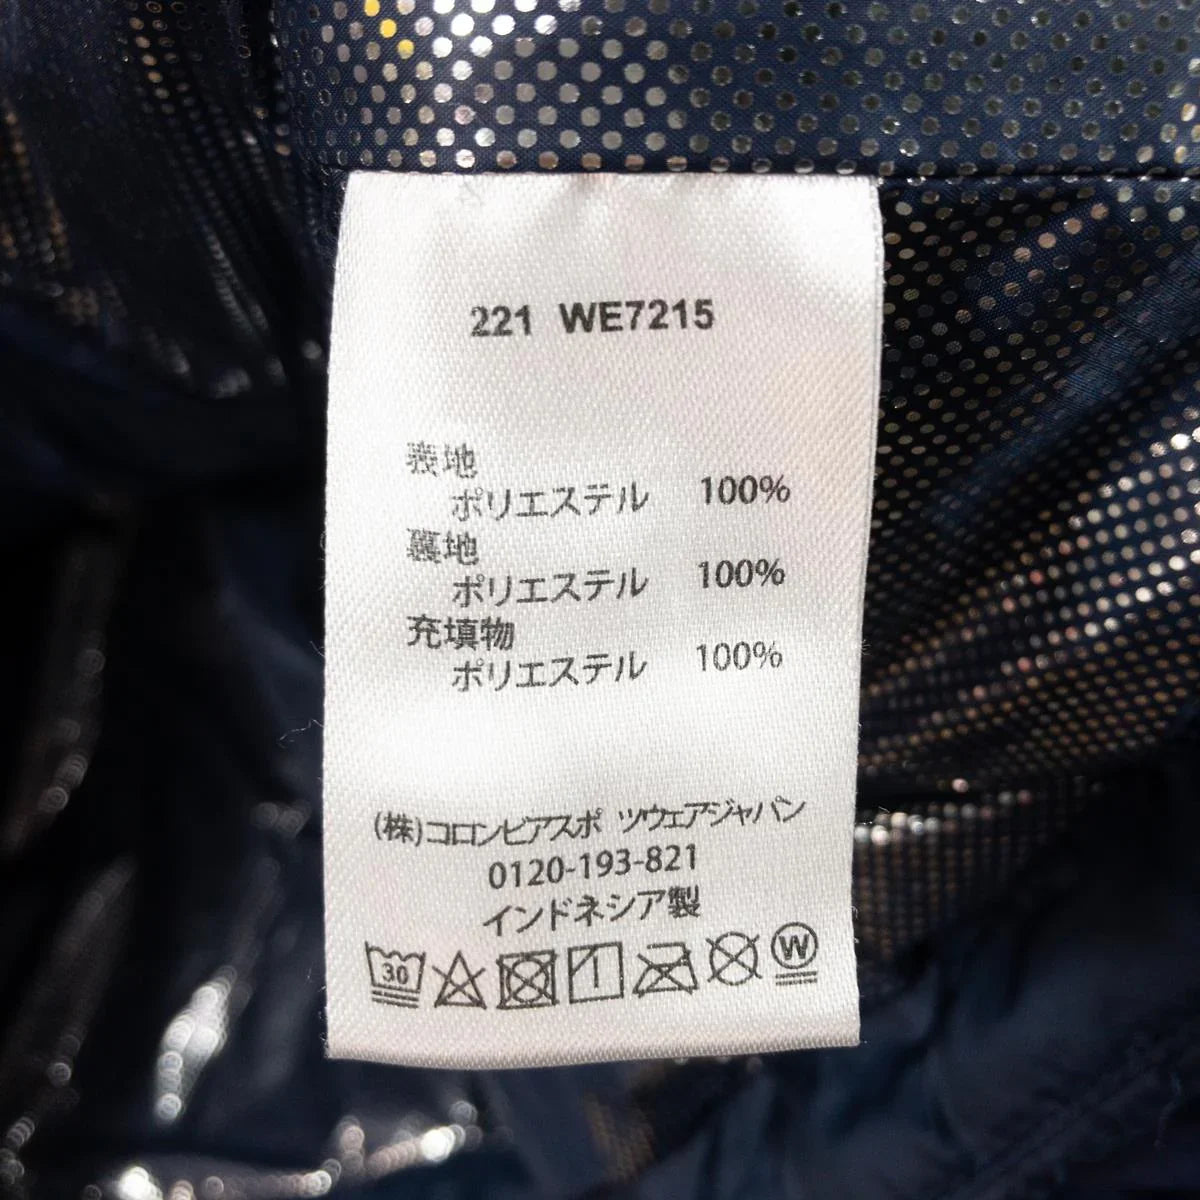 221 WE7215
表地
ポリエステル 100%
裏地
ポリエステル 100%
充填物
ポリエステル 100%
(株)コロンビアスポ ツウェアジャパン
0120-193-821
インドネシア製
30 W